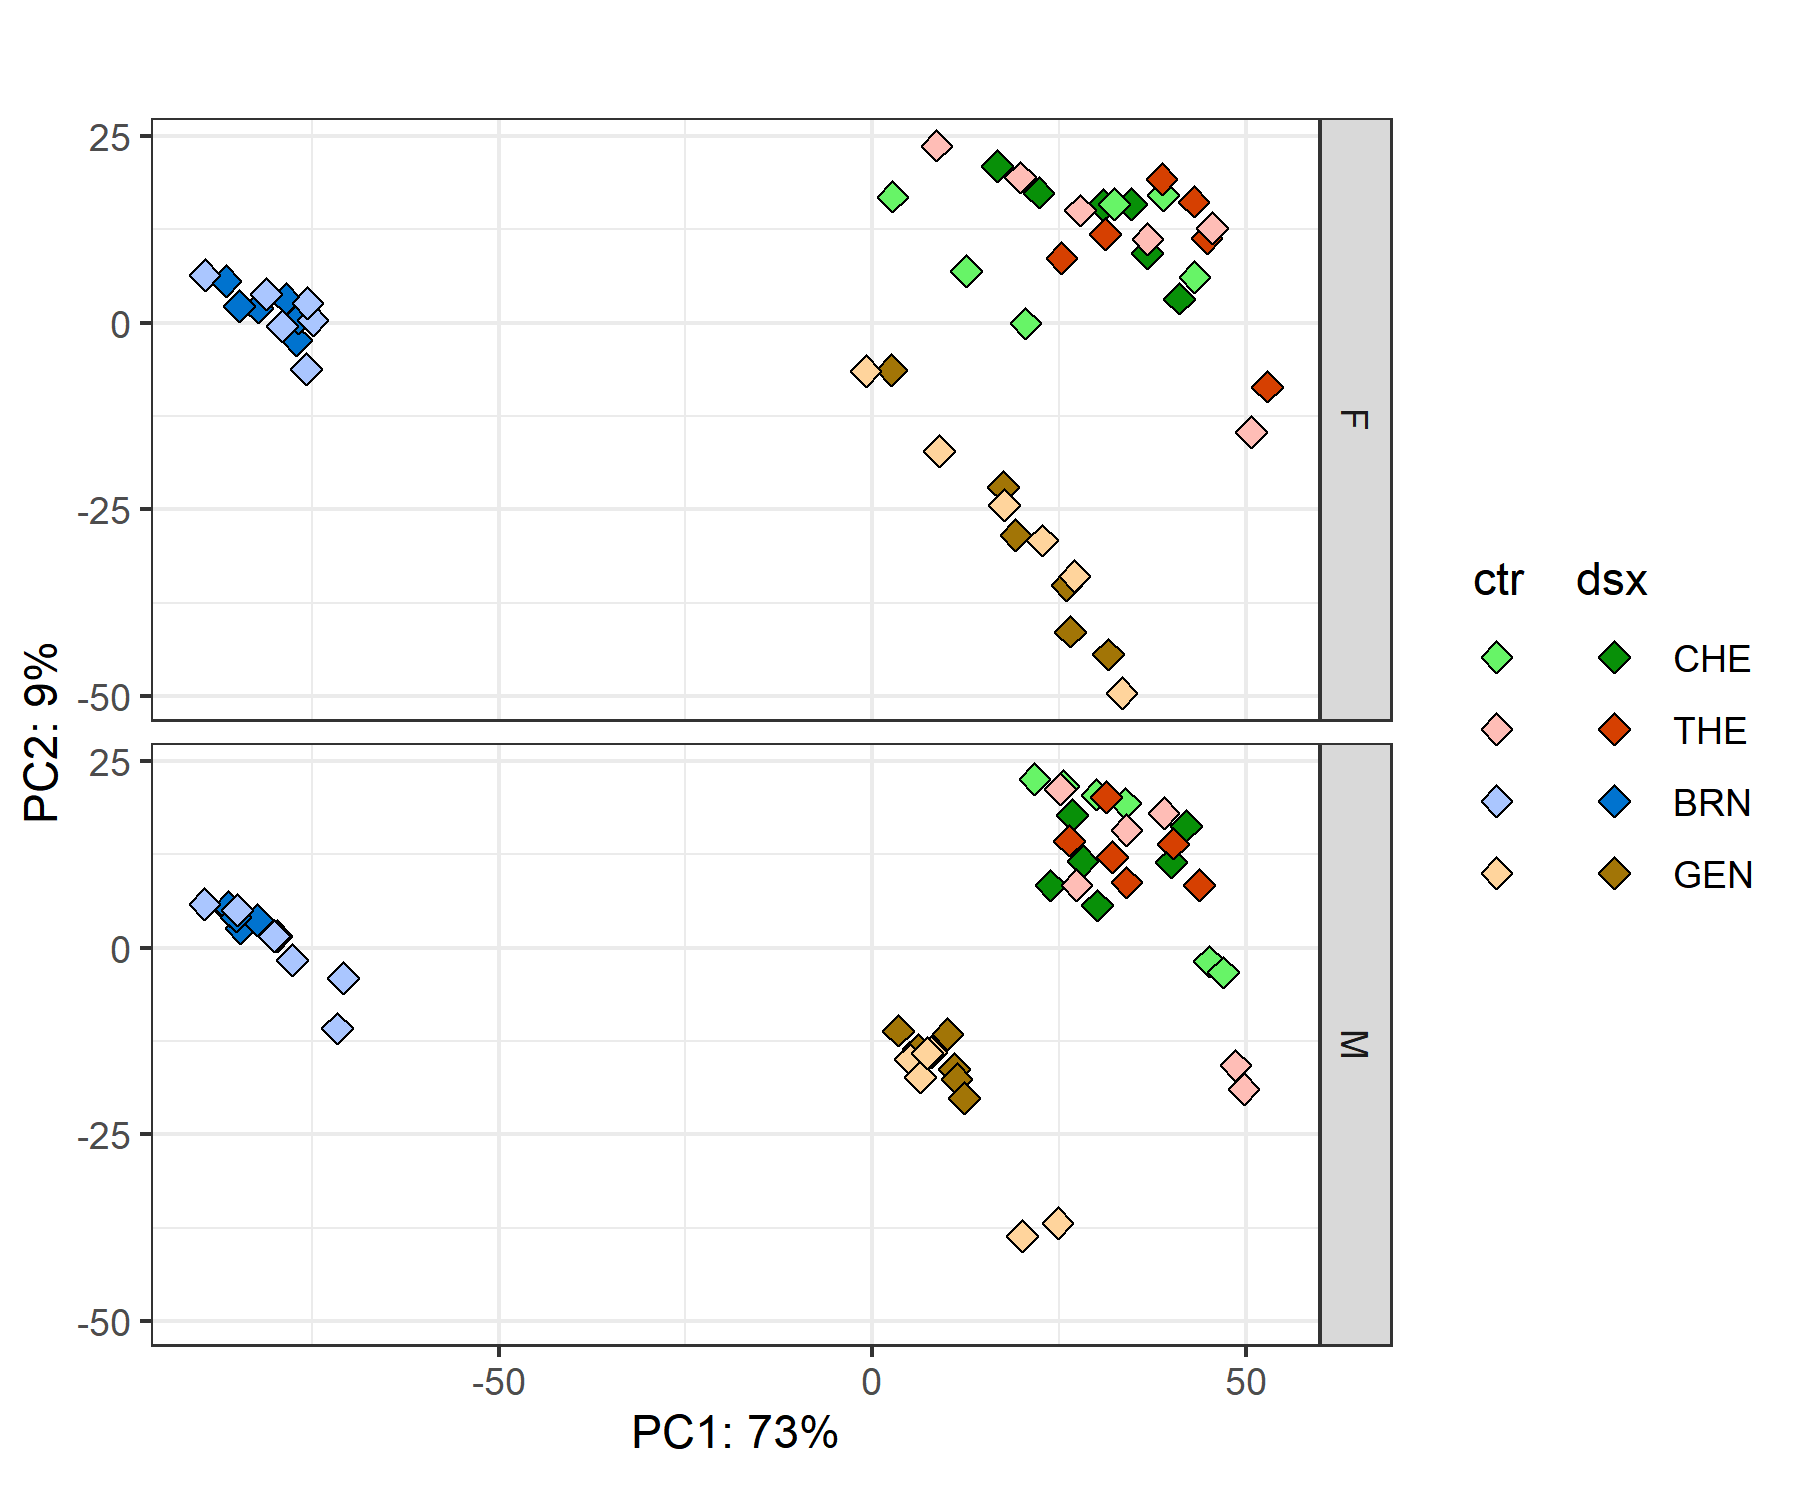 25
0
-25
-50
F
25
0
-25
-50
M
-50 0 50
PC1: 73%
PC2: 9%
ctr dsx
CHE
THE
BRN
GEN